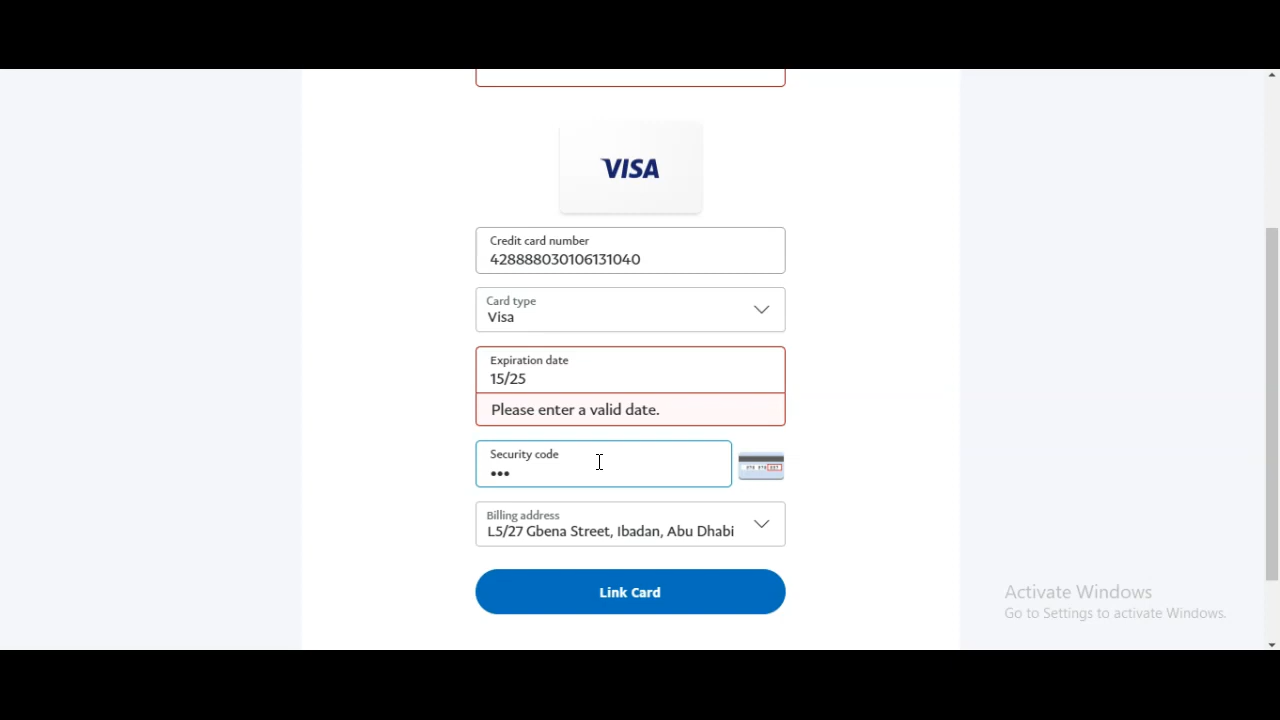 VISA
Credit card number
428888030106131040
Card type
Visa
Expiration date
15/25
Please enter a valid date.
Security code
•••
Billing address
L5/27 Gbena Street, Ibadan, Abu Dhabi
Link Card
Activate Windows
Go to Settings to activate Windows.